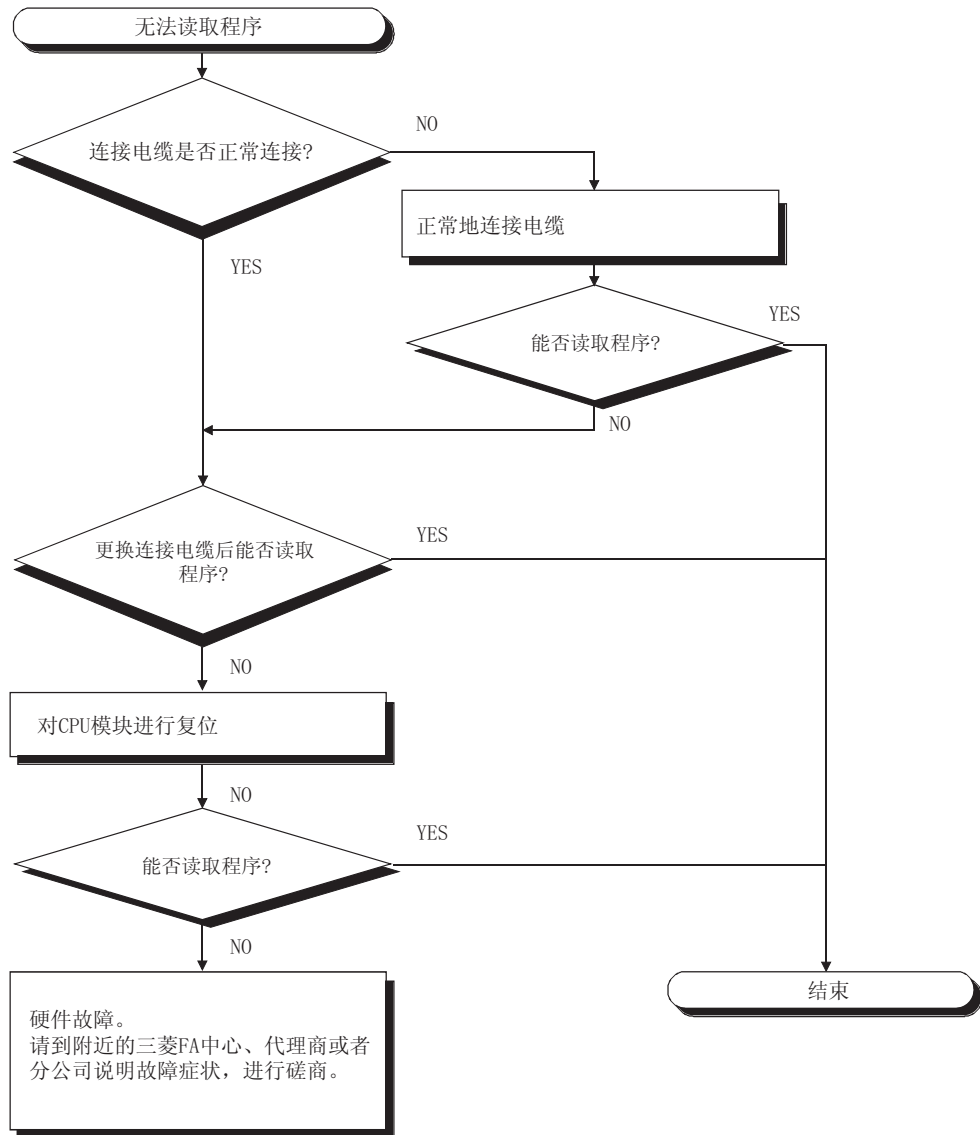 无法读取程序
连接电缆是否正常连接?
NO
正常地连接电缆
YES
能否读取程序?
YES
NO
更换连接电缆后能否读取
程序?
YES
NO
对CPU模块进行复位
NO
能否读取程序?
YES
NO
硬件故障。
请到附近的三菱FA中心、代理商或者
分公司说明故障症状，进行磋商。
结束